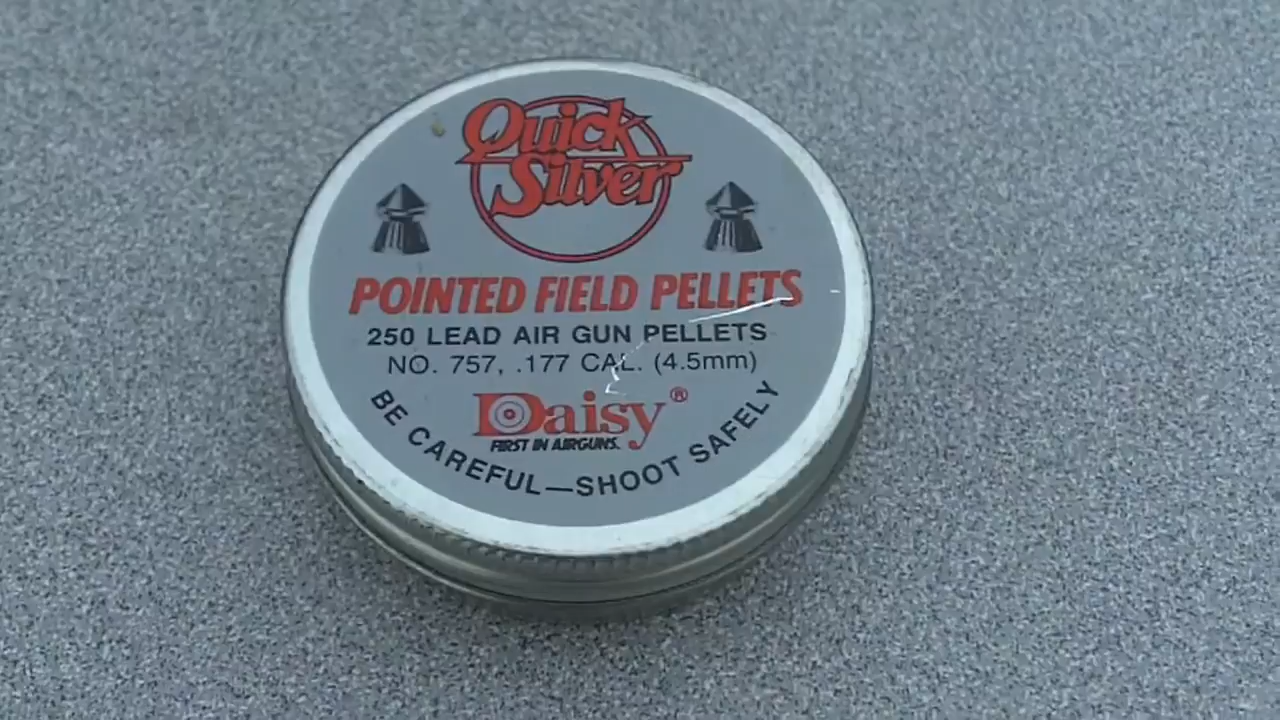 Quick
Silver
POINTED FIELD PELLETS
250 LEAD AIR GUN PELLETS
NO. 757, .177 CAL. (4.5mm)
Daisy®
FIRST IN AIRGUNS.
BE CAREFUL—SHOOT SAFELY